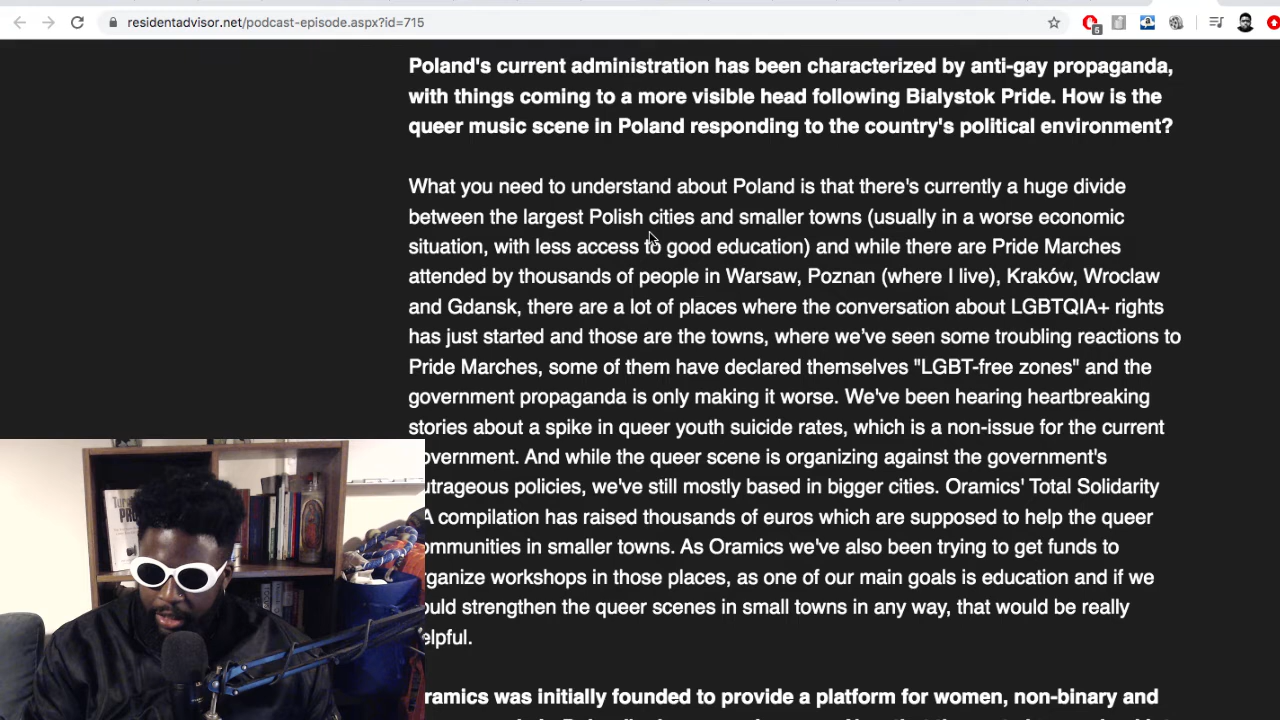 residentadvisor.net/podcast-episode.aspx?id=715
5
Poland's current administration has been characterized by anti-gay propaganda,
with things coming to a more visible head following Bialystok Pride. How is the
queer music scene in Poland responding to the country's political environment?
What you need to understand about Poland is that there's currently a huge divide
between the largest Polish cities and smaller towns (usually in a worse economic
situation, with less access to good education) and while there are Pride Marches
attended by thousands of people in Warsaw, Poznan (where I live), Kraków, Wroclaw
and Gdansk, there are a lot of places where the conversation about LGBTQIA+ rights
has just started and those are the towns, where we've seen some troubling reactions to
Pride Marches, some of them have declared themselves "LGBT-free zones" and the
government propaganda is only making it worse. We've been hearing heartbreaking
stories about a spike in queer youth suicide rates, which is a non-issue for the current
overnment. And while the queer scene is organizing against the government's
utrageous policies, we've still mostly based in bigger cities. Oramics' Total Solidarity
A compilation has raised thousands of euros which are supposed to help the queer
ommunities in smaller towns. As Oramics we've also been trying to get funds to
rganize workshops in those places, as one of our main goals is education and if we
ould strengthen the queer scenes in small towns in any way, that would be really
elpful.
ramics was initially founded to provide a platform for women, non-binary and